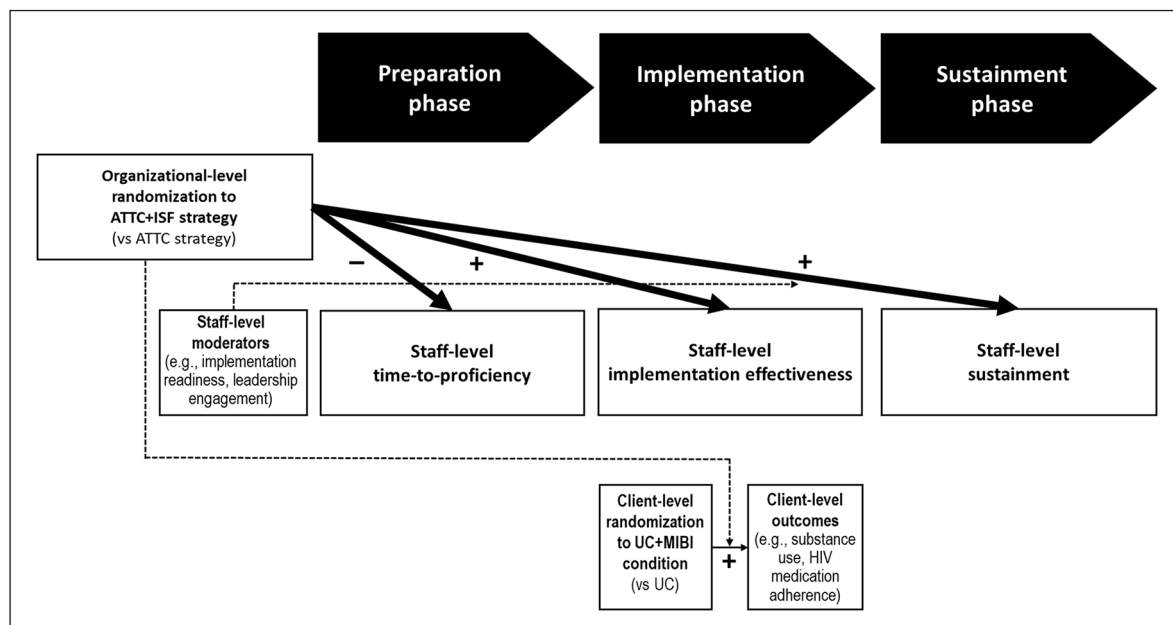 Preparation
phase
Implementation
phase
Sustainment
phase
Organizational-level
randomization to
ATTC+ISF strategy
(vs ATTC strategy)
–
+
+
Staff-level
moderators
(e.g., implementation
readiness, leadership
engagement)
Staff-level
time-to-proficiency
Staff-level
implementation effectiveness
Staff-level
sustainment
Client-level
randomization
to UC+MIBI
condition
(vs UC)
+
Client-level
outcomes
(e.g., substance
use, HIV
medication
adherence)